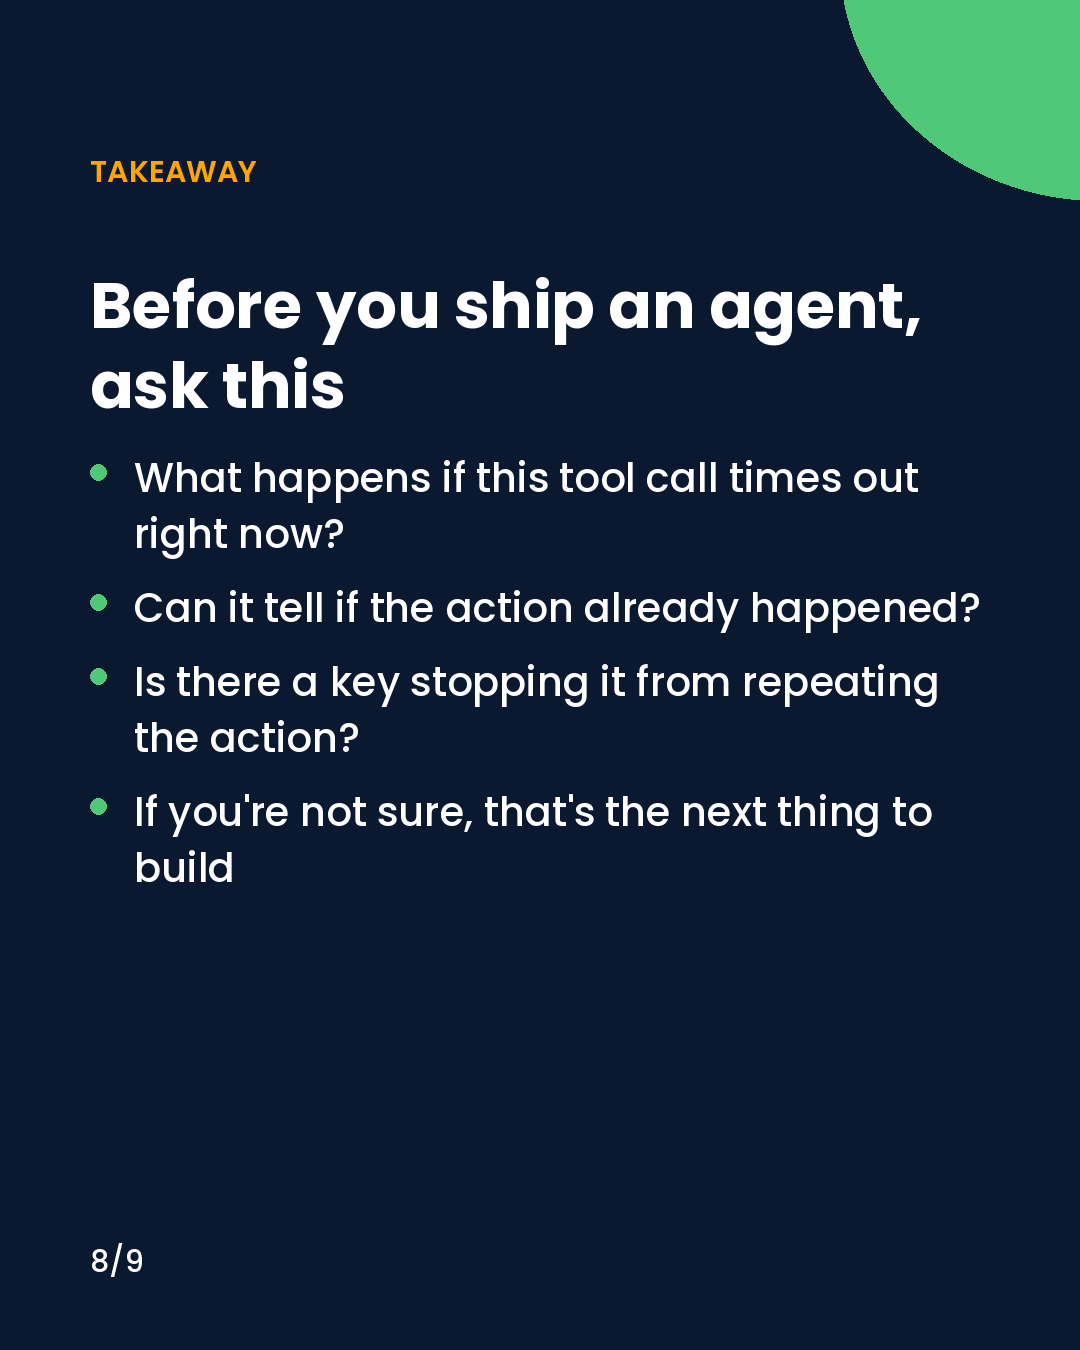 TAKEAWAY
Before you ship an agent,
ask this
What happens if this tool call times out
right now?
Can it tell if the action already happened?
Is there a key stopping it from repeating
the action?
If you're not sure, that's the next thing to
build
8/9